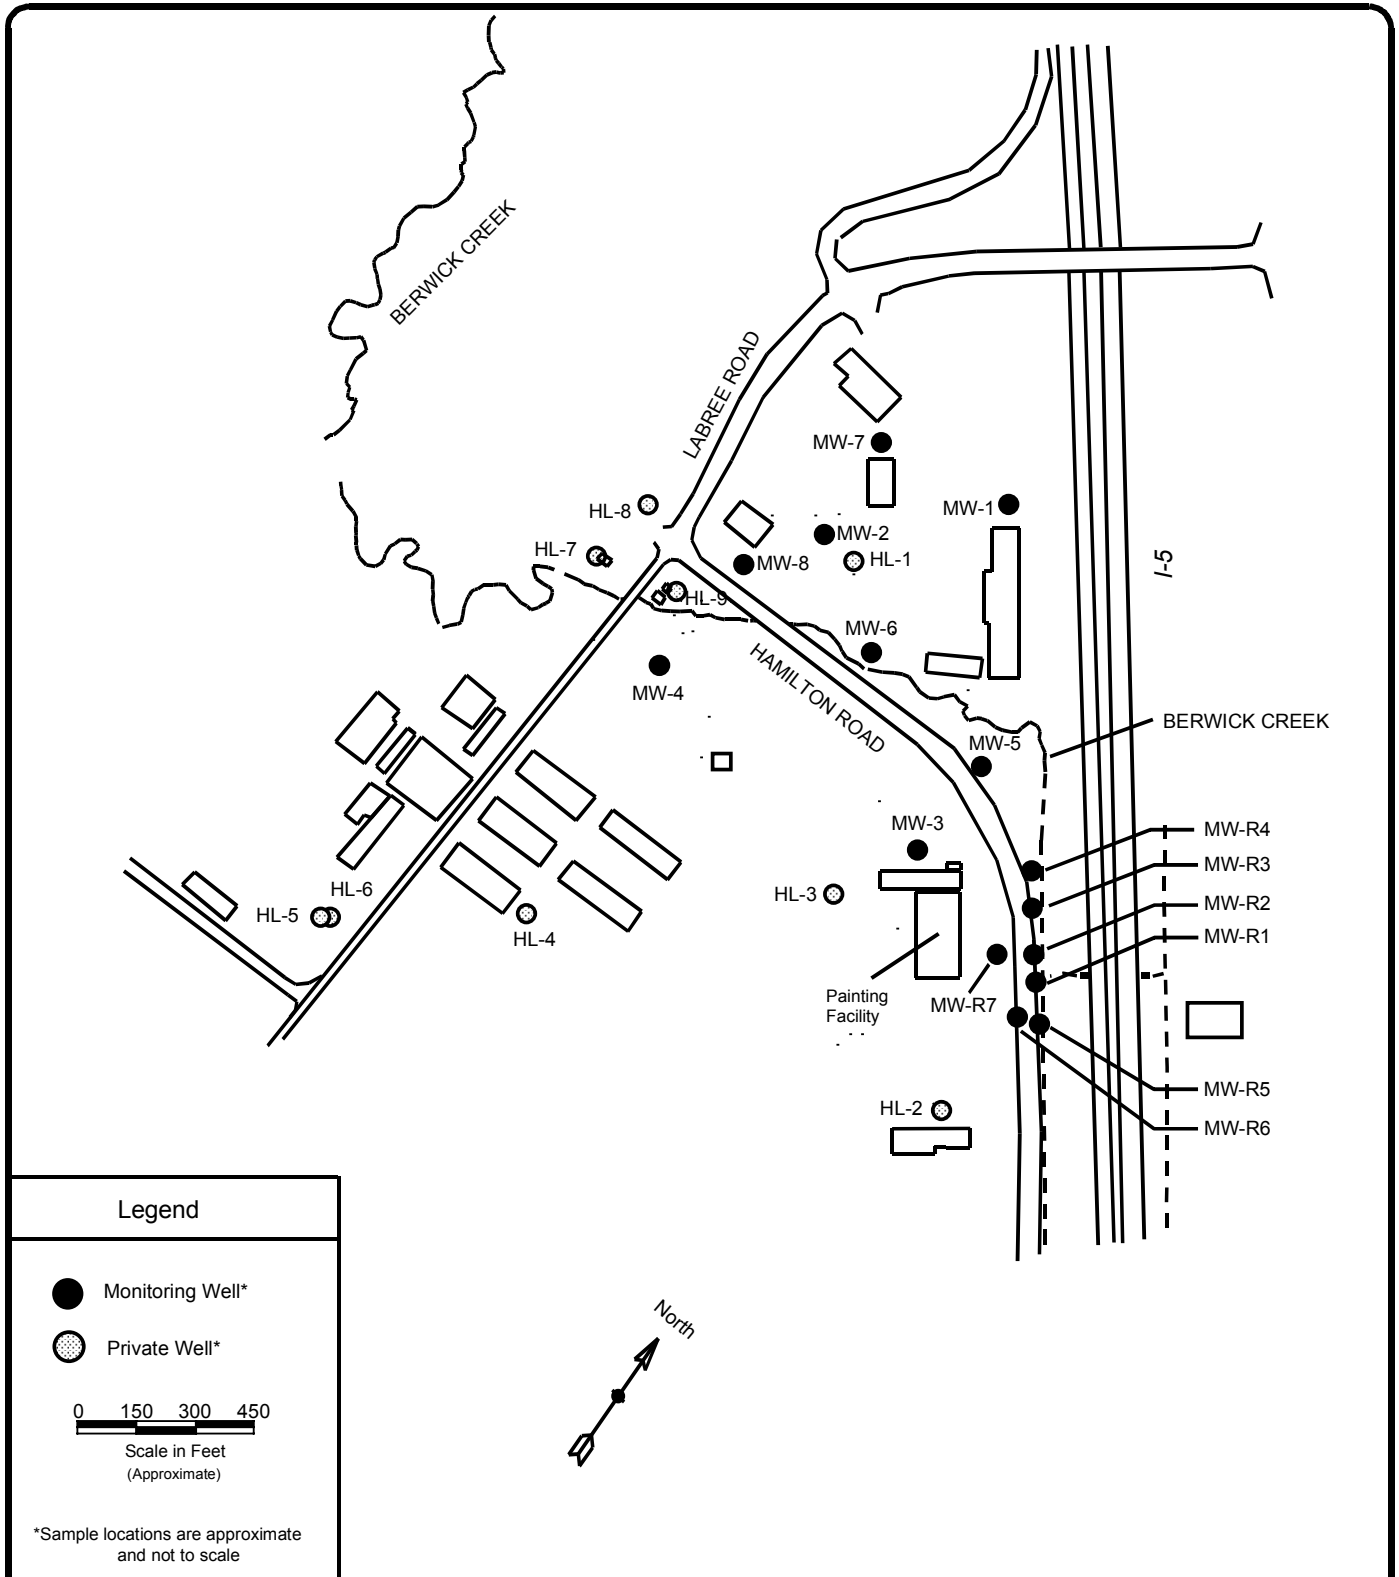 BERWICK CREEK
LABREE ROAD
MW-7
MW-1
HL-8
MW-2
HL-7
MW-8
HL-1
I-5
HL-9
MW-6
HAMILTON ROAD
MW-4
BERWICK CREEK
MW-5
MW-3
MW-R4
MW-R3
HL-6
HL-3
MW-R2
HL-5
HL-4
MW-R1
Painting
Facility
MW-R7
MW-R5
HL-2
MW-R6
Legend
Monitoring Well*
Private Well*
0 150 300 450
Scale in Feet
(Approximate)
*Sample locations are approximate
and not to scale
North